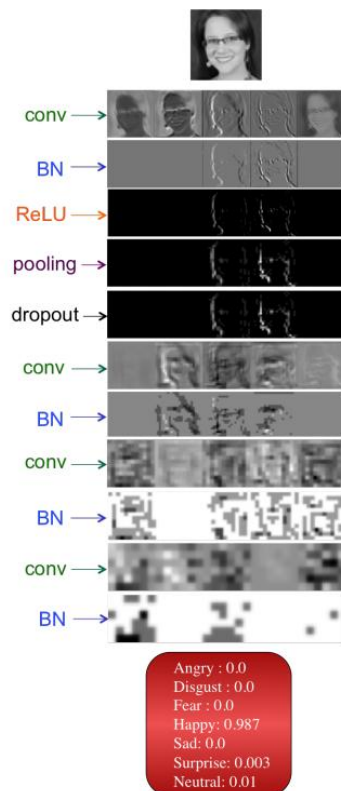 conv
BN
ReLU
pooling
dropout
conv
BN
conv
BN
conv
BN
Angry : 0.0
Disgust : 0.0
Fear : 0.0
Happy: 0.987
Sad: 0.0
Surprise: 0.003
Neutral: 0.01